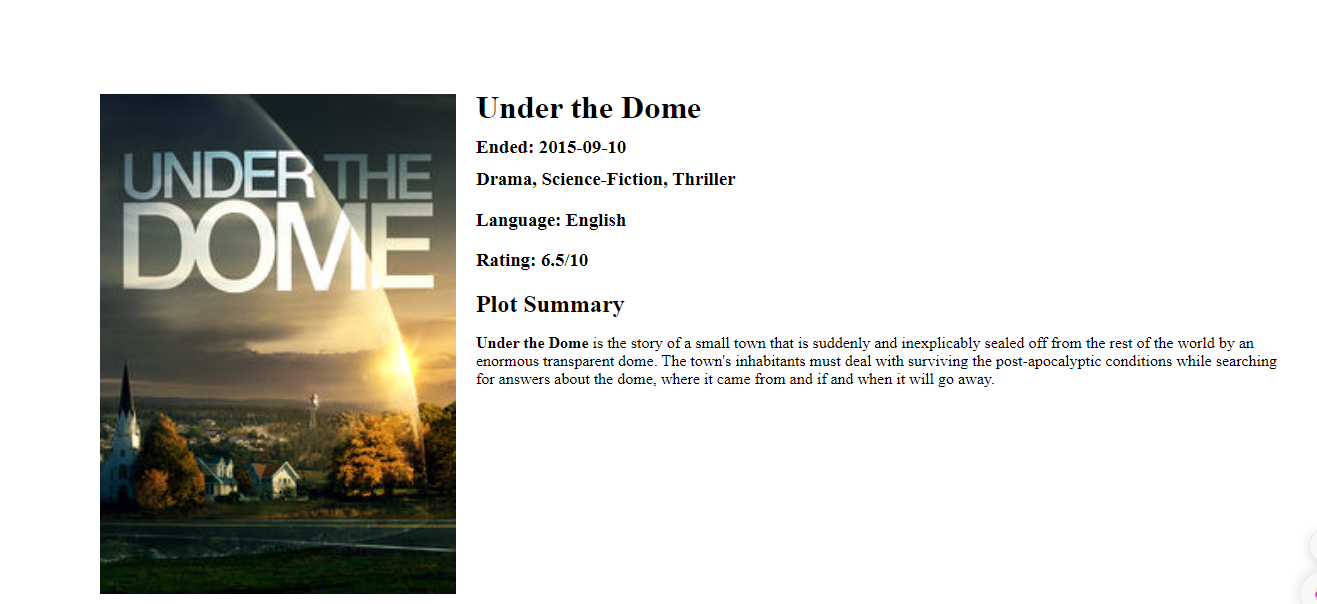 UNDER THE
DOME
Under the Dome
Ended: 2015-09-10
Drama, Science-Fiction, Thriller
Language: English
Rating: 6.5/10
Plot Summary
Under the Dome is the story of a small town that is suddenly and inexplicably sealed off from the rest of the world by an
enormous transparent dome. The town's inhabitants must deal with surviving the post-apocalyptic conditions while searching
for answers about the dome, where it came from and if and when it will go away.